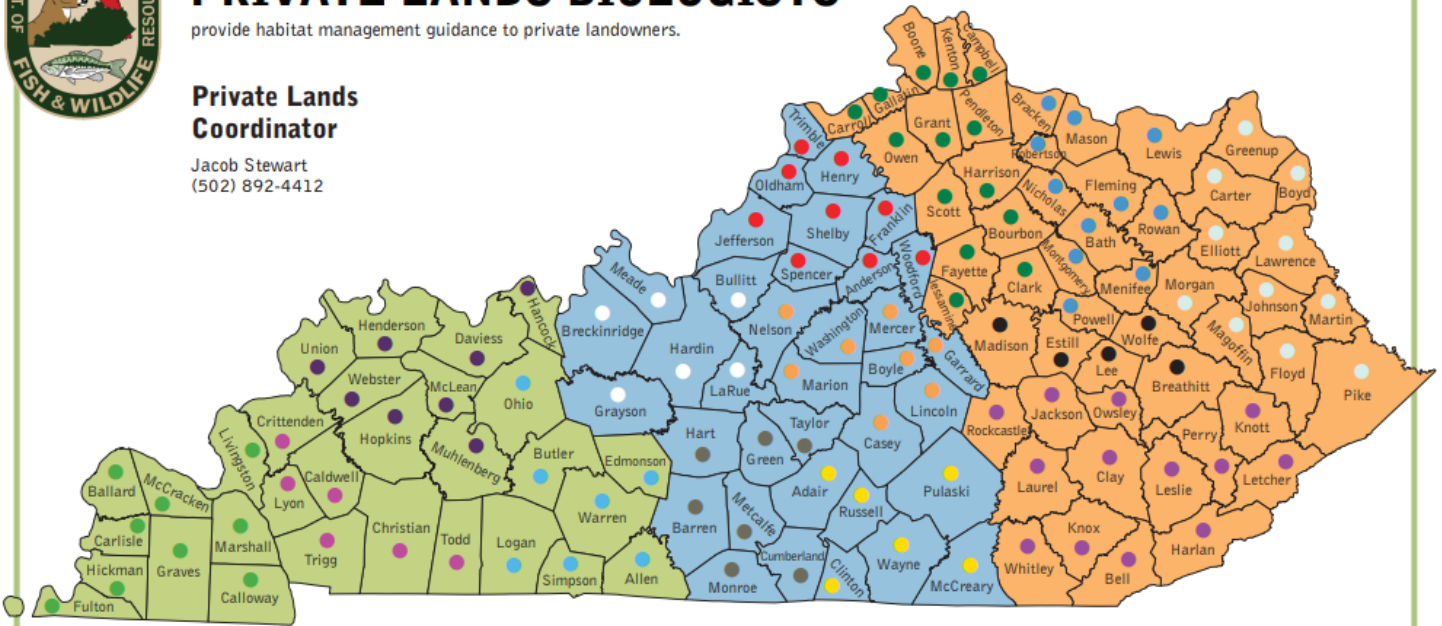 PRIVATE LANDS BIOLOGISTS
provide habitat management guidance to private landowners.
T OF
FISH & WILDLIFE
RESOU
Private Lands
Coordinator
Jacob Stewart
(502) 892-4412
Boone
Kenton
Campbell
Gallatin
Carroll
Grant
Pendleton
Bracken
Mason
Trimble
Owen
Robertson
Lewis
Greenup
Oldham
Henry
Harrison
Nicholas
Fleming
Carter
Boyd
Jefferson
Shelby
Franklin
Scott
Bourbon
Bath
Rowan
Elliott
Lawrence
Meade
Bullitt
Spencer
Anderson
Woodford
Fayette
Clark
Montgomery
Menifee
Morgan
Johnson
Martin
Hancock
Breckinridge
Nelson
Washington
Mercer
Jessamine
Madison
Estill
Powell
Wolfe
Magoffin
Henderson
Daviess
Union
Hardin
LaRue
Marion
Boyle
Garrard
Lee
Breathitt
Floyd
Pike
Webster
McLean
Ohio
Grayson
Lincoln
Jackson
Owsley
Crittenden
Hopkins
Muhlenberg
Butler
Edmonson
Hart
Taylor
Green
Casey
Rockcastle
Perry
Knott
Livingston
Caldwell
Lyon
Warren
Barren
Metcalfe
Adair
Russell
Pulaski
Laurel
Clay
Leslie
Letcher
Ballard
McCracken
Carlisle
Marshall
Trigg
Christian
Todd
Logan
Simpson
Allen
Monroe
Cumberland
Clinton
Wayne
McCreary
Whitley
Knox
Bell
Harlan
Hickman
Graves
Calloway
Fulton